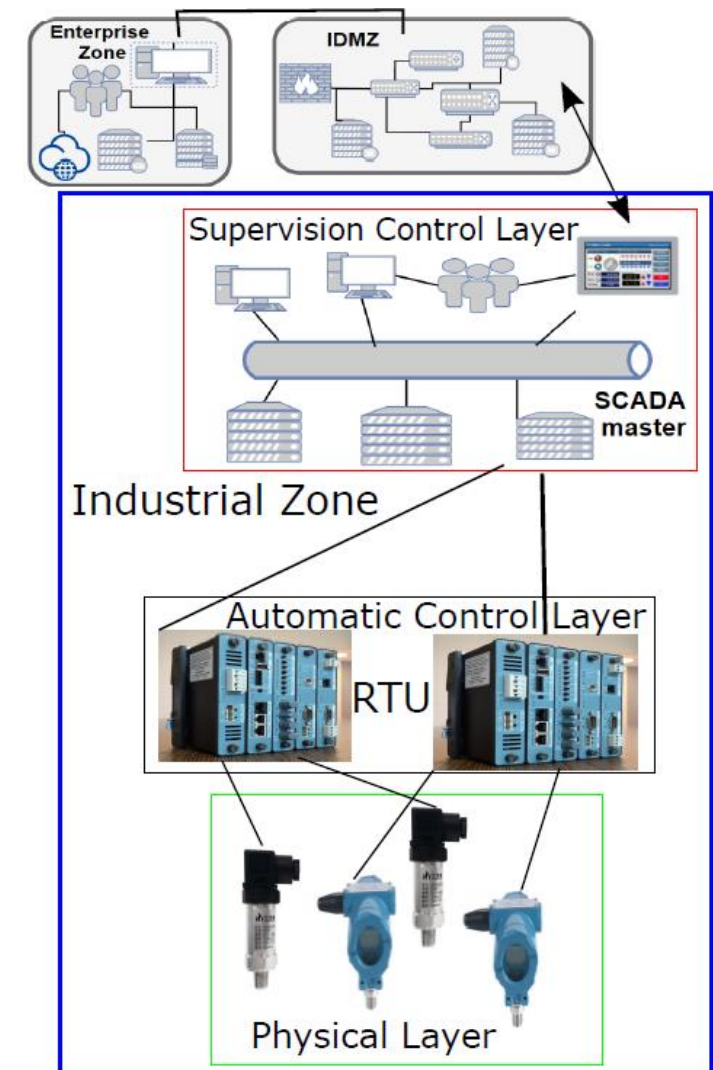 Enterprise
Zone
IDMZ
Supervision Control Layer
SCADA
master
Industrial Zone
Automatic Control Layer
RTU
Physical Layer